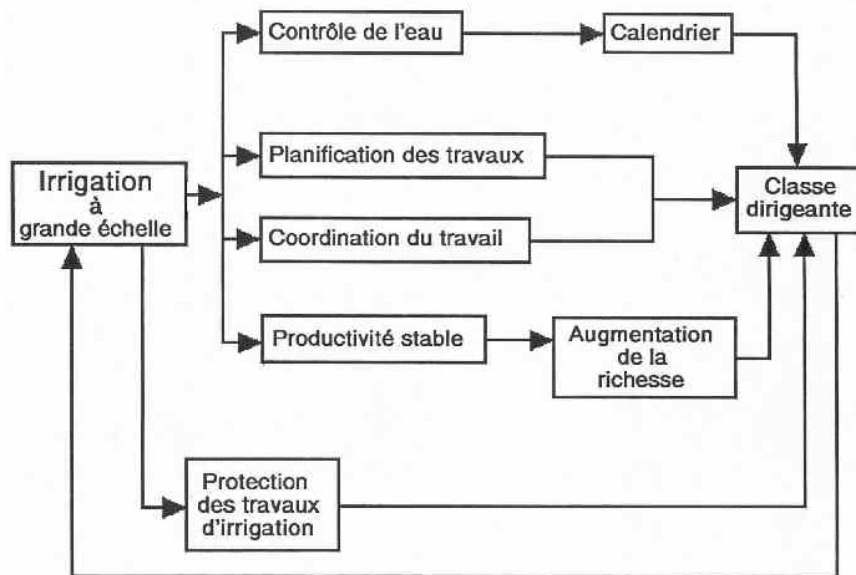 Contrôle de l'eau
Calendrier
Planification des travaux
Irrigation
à
grande échelle
Classe
dirigeante
Coordination du travail
Productivité stable
Augmentation
de la
richesse
Protection
des travaux
d'irrigation